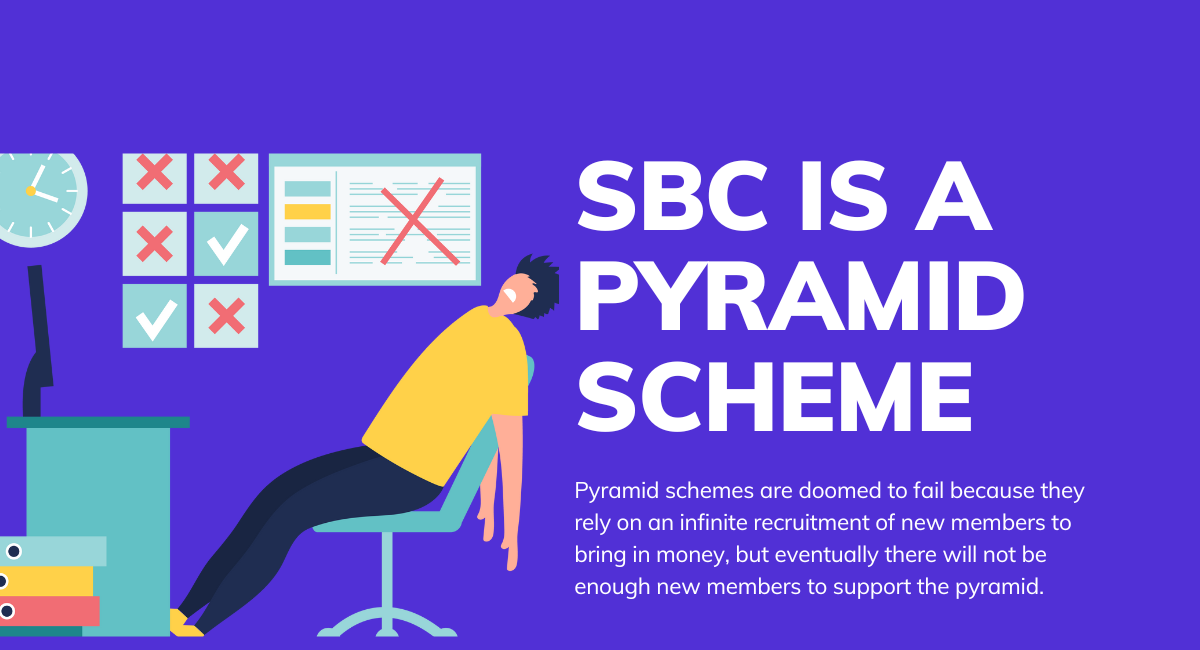 SBC IS A
PYRAMID
SCHEME
Pyramid schemes are doomed to fail because they
rely on an infinite recruitment of new members to
bring in money, but eventually there will not be
enough new members to support the pyramid.